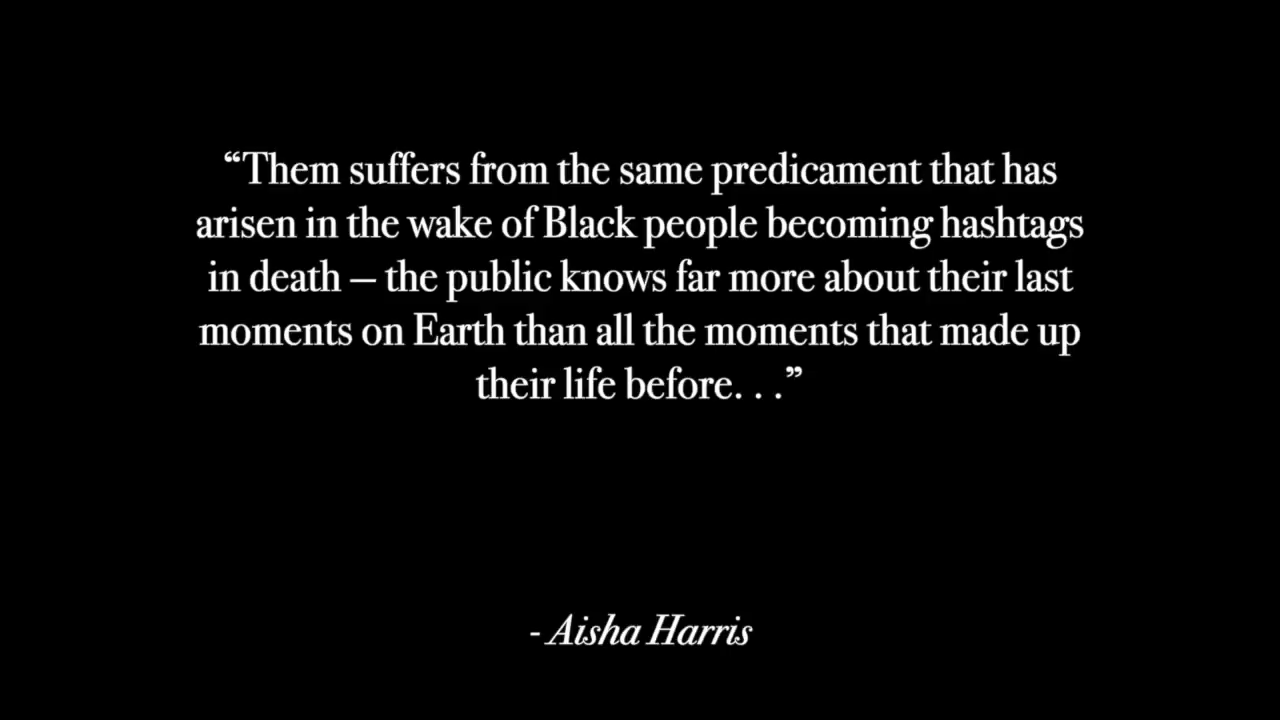 “Them suffers from the same predicament that has
arisen in the wake of Black people becoming hashtags
in death – the public knows far more about their last
moments on Earth than all the moments that made up
their life before. . .”
- Aisha Harris